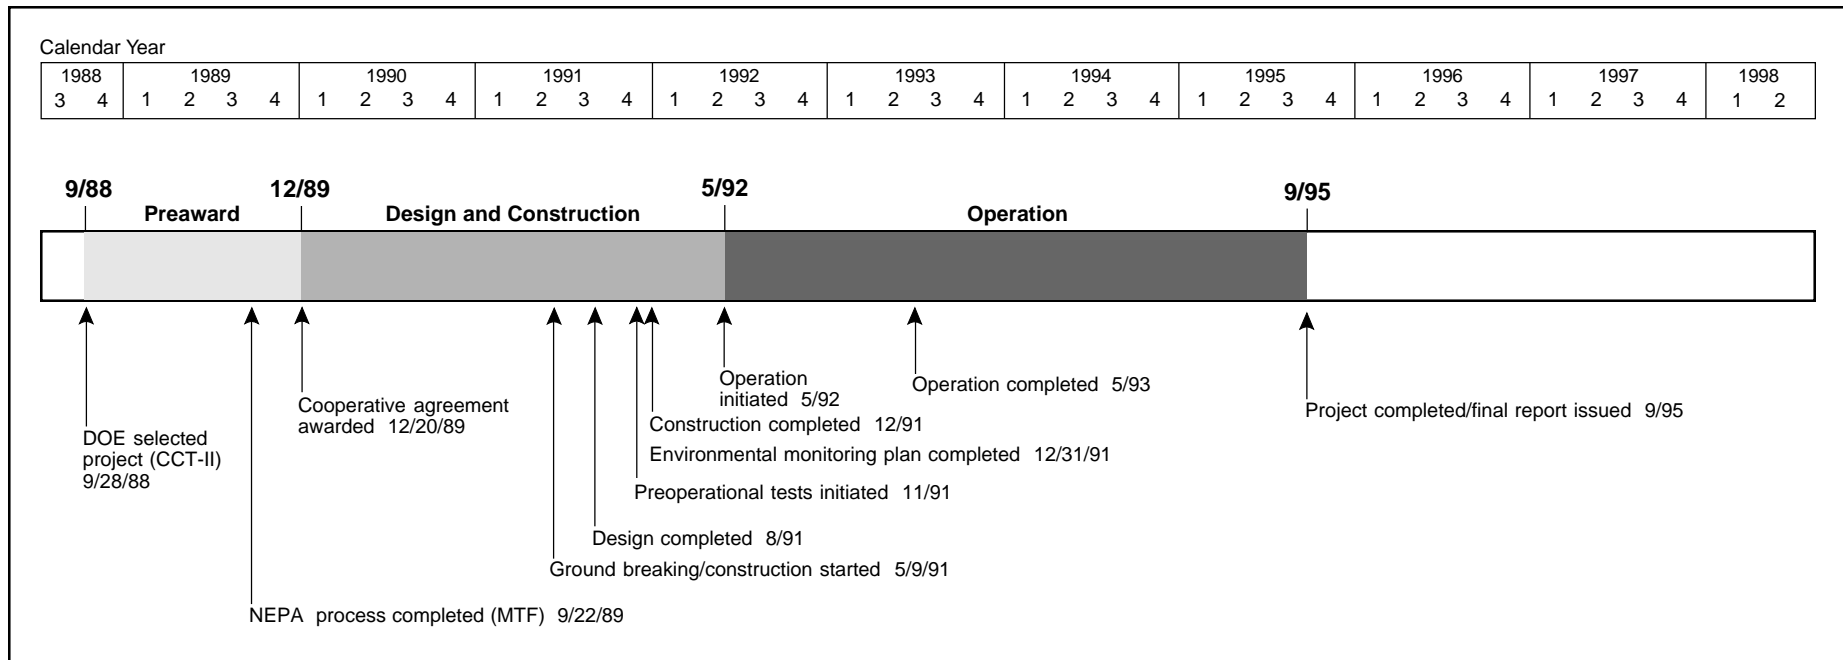 Calendar Year
1988 1989 1990 1991 1992 1993 1994 1995 1996 1997 1998
3 4 1 2 3 4 1 2 3 4 1 2 3 4 1 2 3 4 1 2 3 4 1 2 3 4 1 2 3 4 1 2 3 4 1 2 3 4 1 2
9/88 12/89 5/92 9/95
Preaward Design and Construction Operation
DOE selected
project (CCT-II)
9/28/88
NEPA process completed (MTF) 9/22/89
Cooperative agreement
awarded 12/20/89
Ground breaking/construction started 5/9/91
Design completed 8/91
Preoperational tests initiated 11/91
Construction completed 12/91
Environmental monitoring plan completed 12/31/91
Operation
initiated 5/92
Operation completed 5/93
Project completed/final report issued 9/95